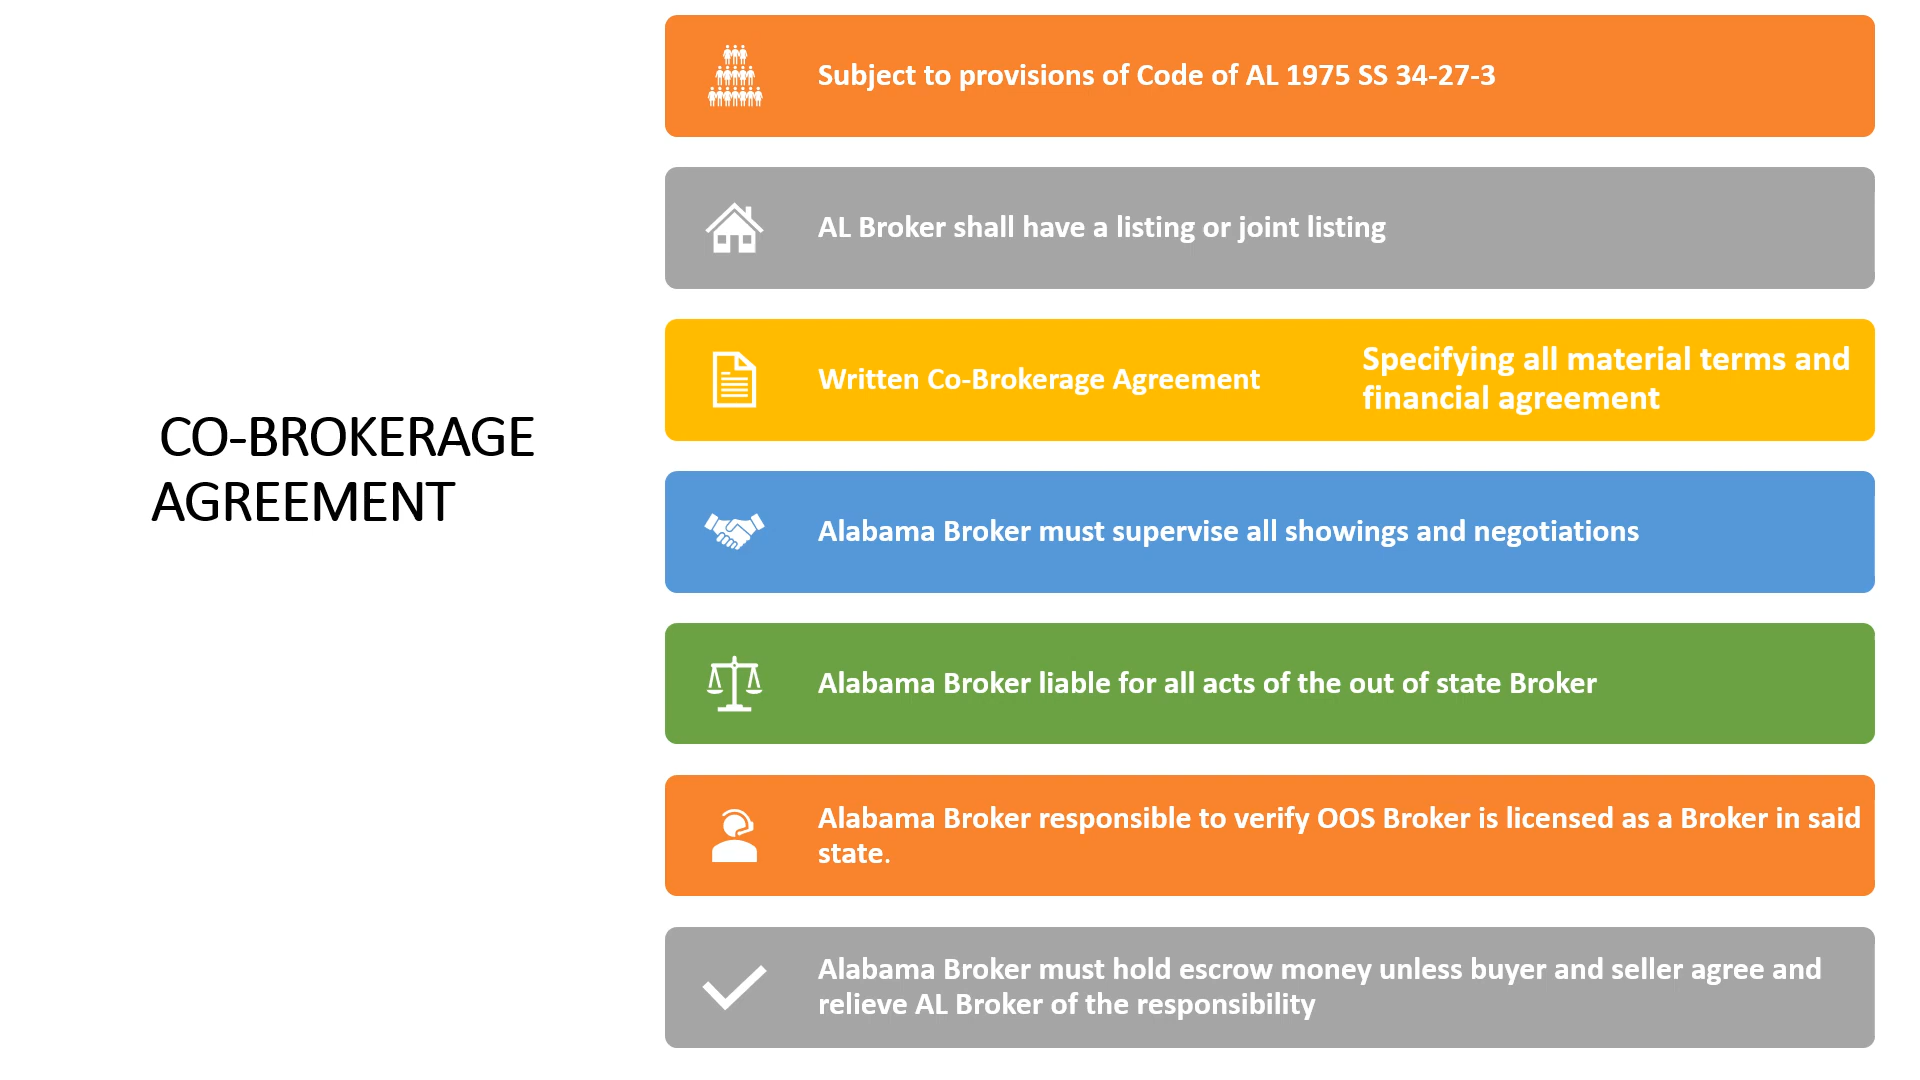 CO-BROKERAGE
AGREEMENT
Subject to provisions of Code of AL 1975 SS 34-27-3
AL Broker shall have a listing or joint listing
Written Co-Brokerage Agreement
Specifying all material terms and
financial agreement
Alabama Broker must supervise all showings and negotiations
Alabama Broker liable for all acts of the out of state Broker
Alabama Broker responsible to verify OOS Broker is licensed as a Broker in said
state.
Alabama Broker must hold escrow money unless buyer and seller agree and
relieve AL Broker of the responsibility